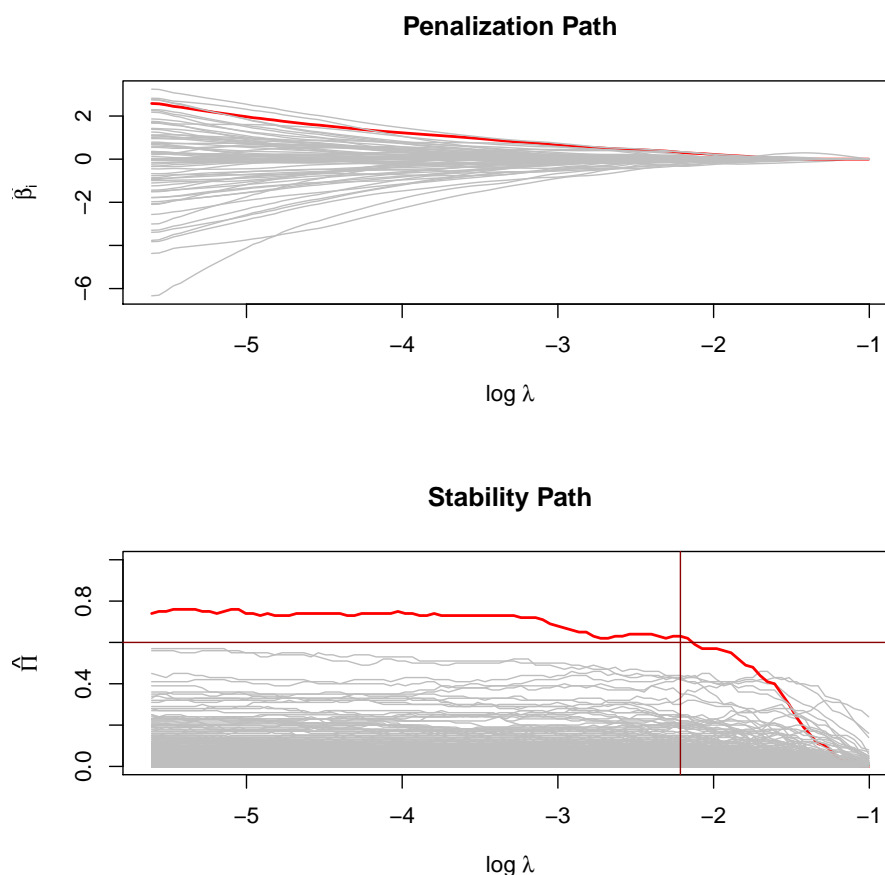 Penalization Path
2
0
−2
−6
β̂i
−5
−4
−3
−2
−1
log λ
Stability Path
0.8
0.4
0.0
Π̂
−5
−4
−3
−2
−1
log λ